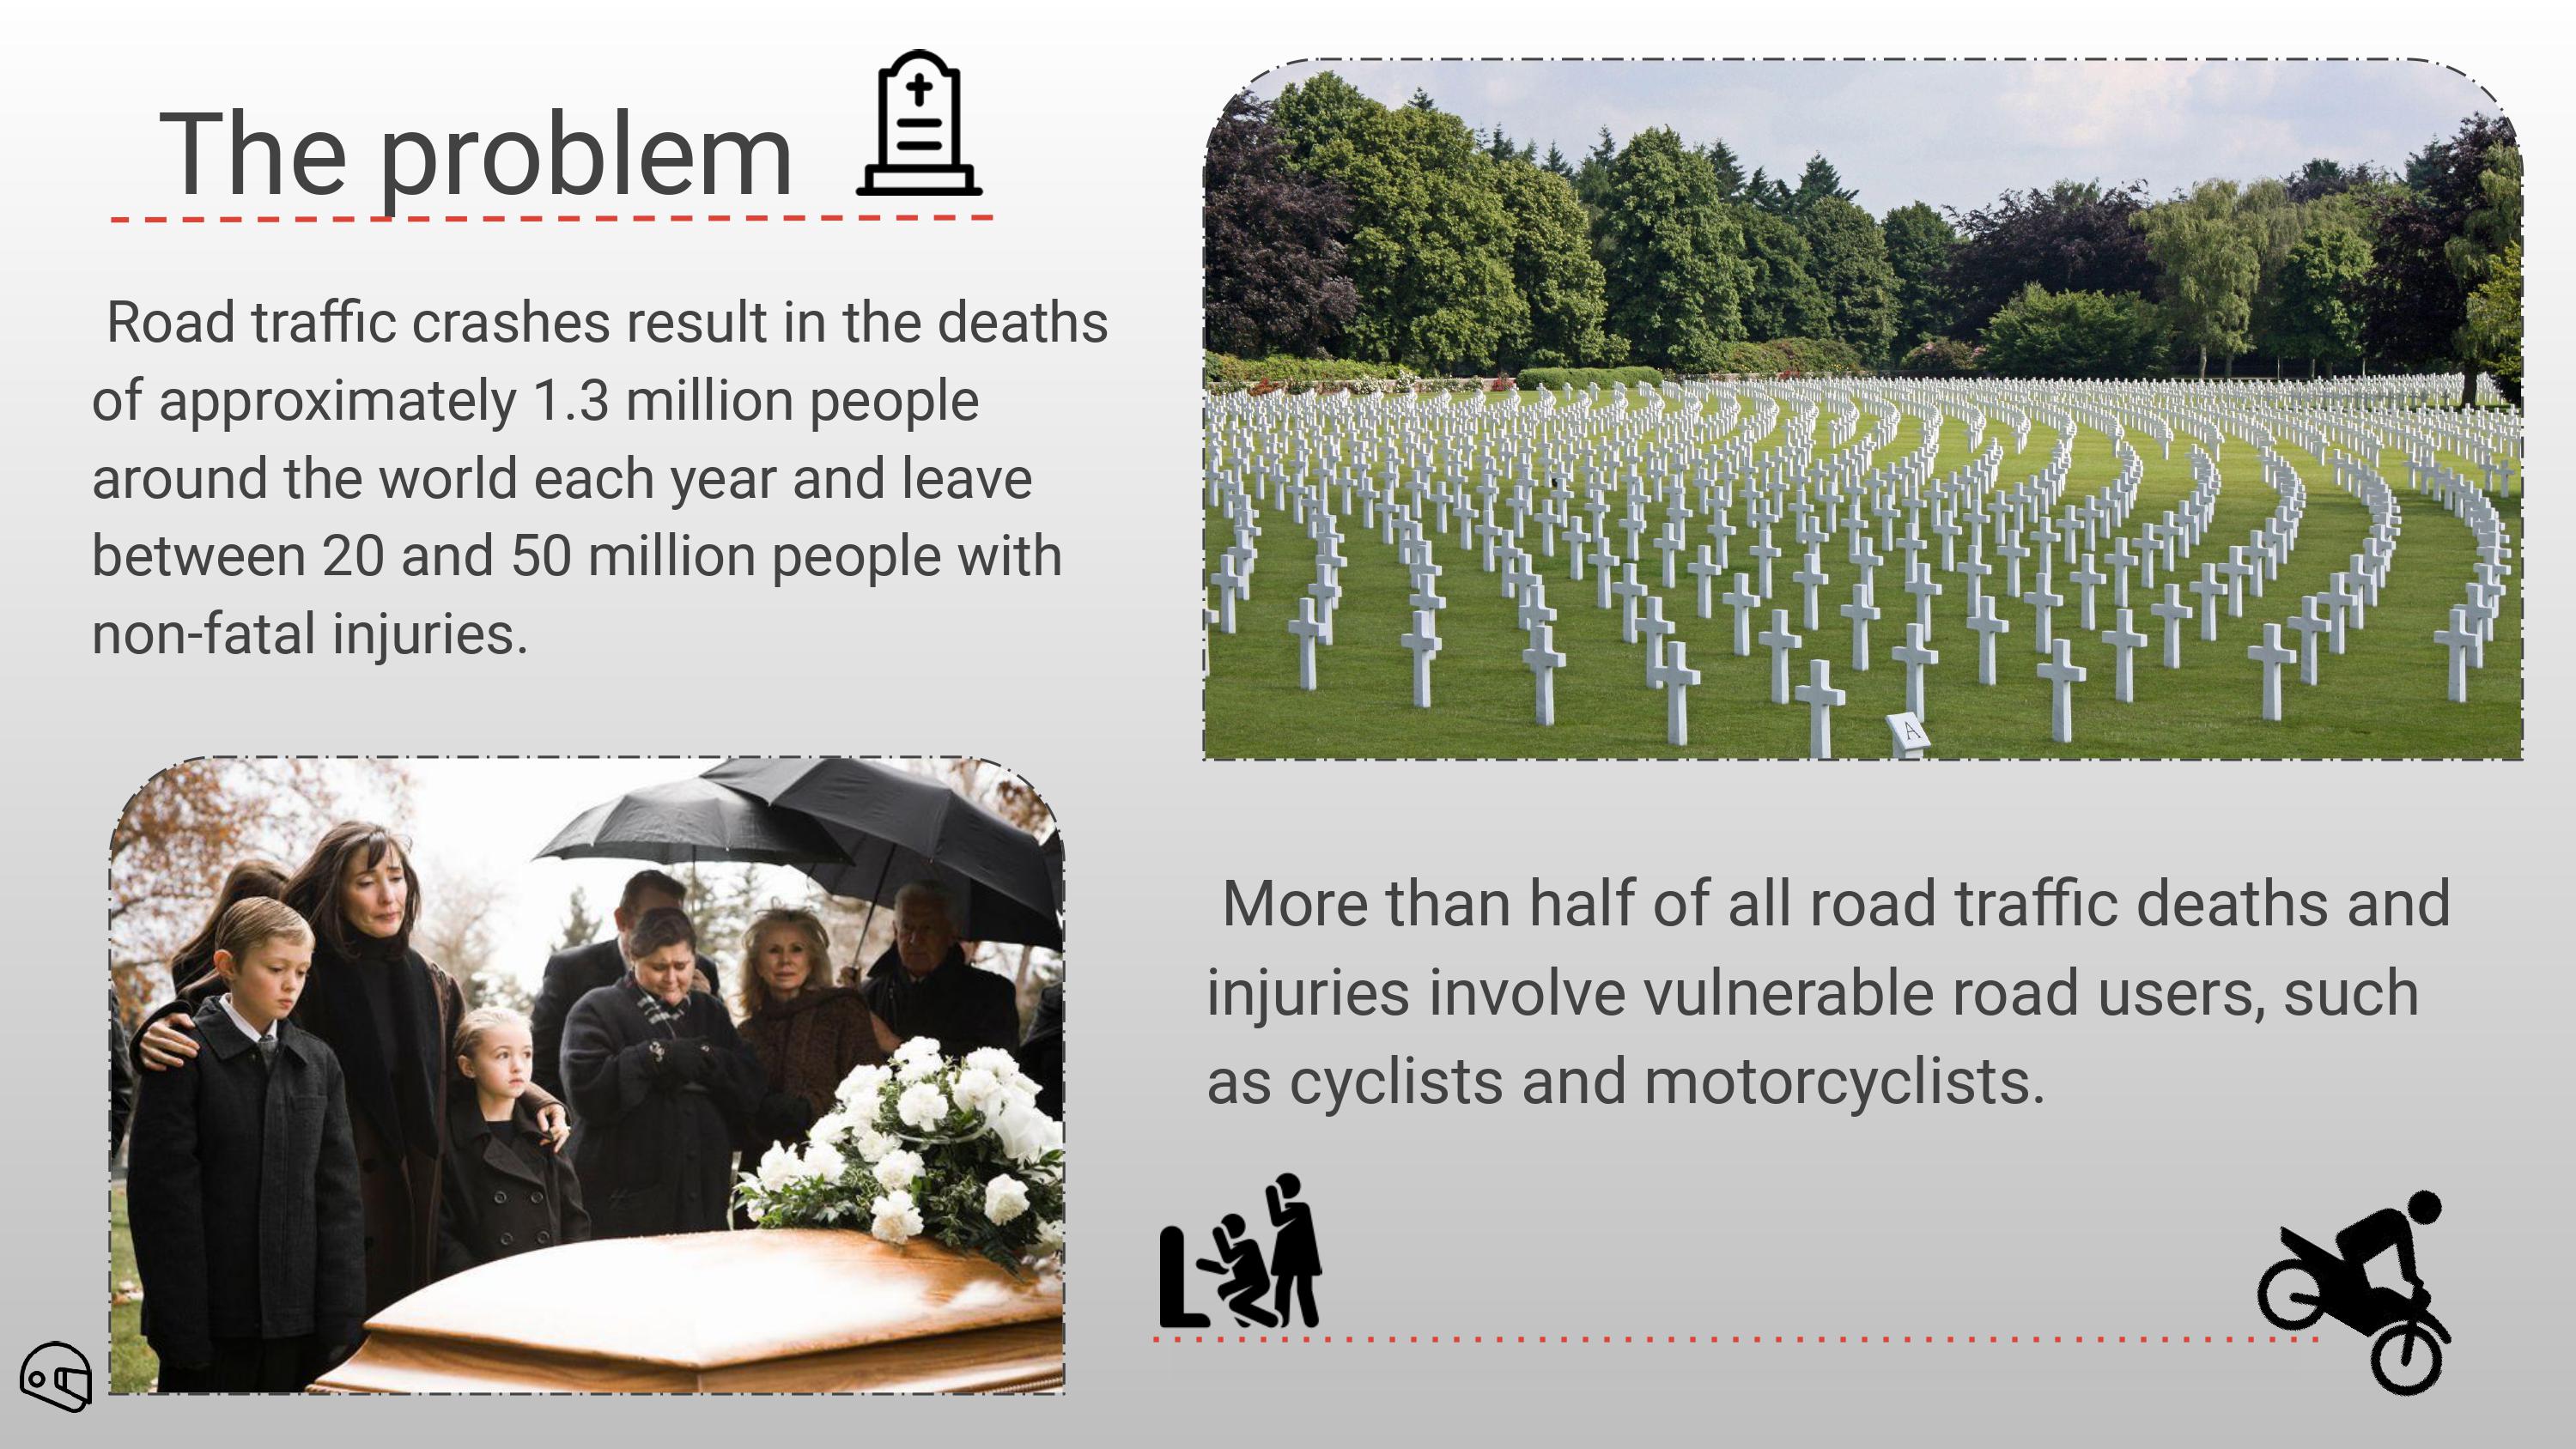 The problem
Road traffic crashes result in the deaths
of approximately 1.3 million people
around the world each year and leave
between 20 and 50 million people with
non-fatal injuries.
A
More than half of all road traffic deaths and
injuries involve vulnerable road users, such
as cyclists and motorcyclists.